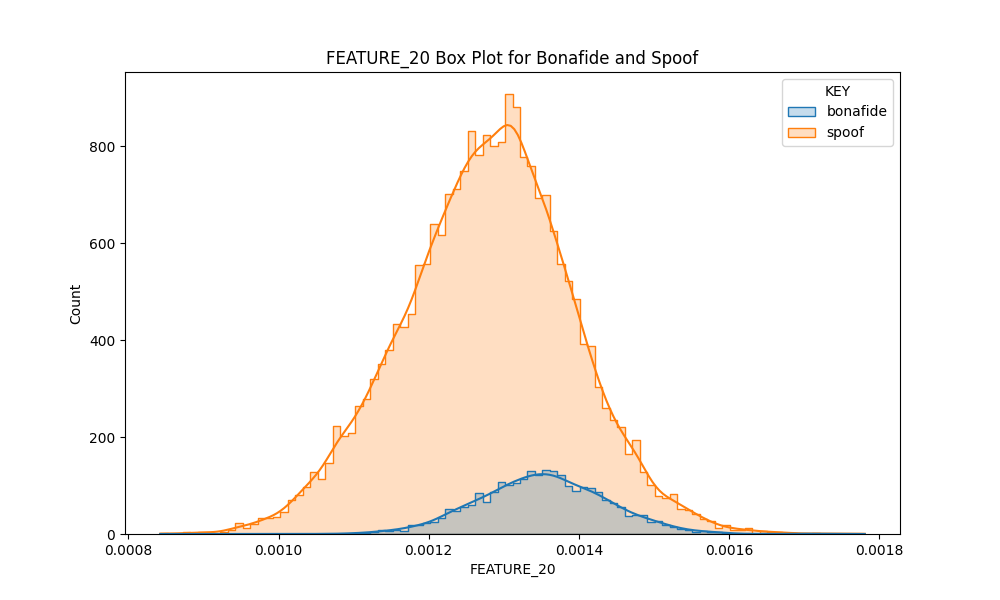 FEATURE_20 Box Plot for Bonafide and Spoof
KEY
bonafide
spoof
Count
800
600
400
200
0
0.0008 0.0010 0.0012 0.0014 0.0016 0.0018
FEATURE_20